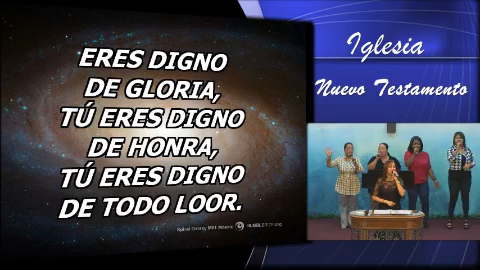 ERES DIGNO
DE GLORIA,
TÚ ERES DIGNO
DE HONRA,
TÚ ERES DIGNO
DE TODO LOOR.
Iglesia
Nuevo Testamento